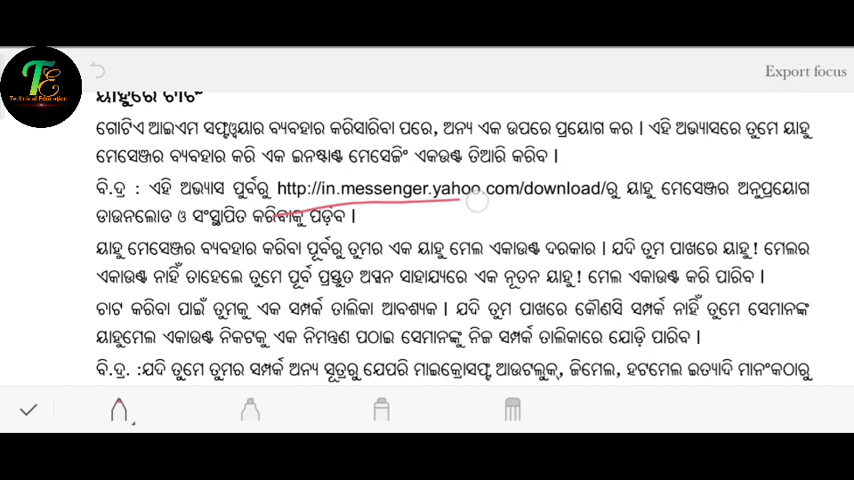 Export focus
TE
Technical Education
ୟାହୁରେ ଚାଟିଂ
ଗୋଟିଏ ଆଇଏମ ସଫ୍ଟୱେୟାର ବ୍ୟବହାର କରିସାରିବା ପରେ, ଅନ୍ୟ ଏକ ଉପରେ ପ୍ରୟୋଗ କର । ଏହି ଅଭ୍ୟାସରେ ତୁମେ ୟାହୁ
ମେସେଞ୍ଜର ବ୍ୟବହାର କରି ଏକ ଇନଷ୍ଟାଣ୍ଟ ମେସେଜିଂ ଏକଉଣ୍ଟ ତିଆରି କରିବ ।
ବି.ଦ୍ର : ଏହି ଅଭ୍ୟାସ ପୁର୍ବରୁ http://in.messenger.yahoo.com/download/ରୁ ୟାହୁ ମେସେଞ୍ଜର ଅନୁପ୍ରୟୋଗ
ଡାଉନଲୋଡ ଓ ସଂସ୍ଥାପିତ କରିବାକୁ ପଡ଼ିବ ।
ୟାହୁ ମେସେଞ୍ଜର ବ୍ୟବହାର କରିବା ପୂର୍ବରୁ ତୁମର ଏକ ୟାହୁ ମେଲ ଏକାଉଣ୍ଟ ଦରକାର । ଯଦି ତୁମ ପାଖରେ ୟାହୁ! ମେଲର
ଏକାଉଣ୍ଟ ନାହିଁ ତାହେଲେ ତୁମେ ପୂର୍ବ ପ୍ରସ୍ତୁତ ଅପ୍ସନ ସାହାଯ୍ୟରେ ଏକ ନୂତନ ୟାହୁ! ମେଲ ଏକାଉଣ୍ଟ କରି ପାରିବ ।
ଚାଟ କରିବା ପାଇଁ ତୁମକୁ ଏକ ସମ୍ପର୍କ ତାଲିକା ଆବଶ୍ୟକ । ଯଦି ତୁମ ପାଖରେ କୌଣସି ସମ୍ପର୍କ ନାହିଁ ତୁମେ ସେମାନଙ୍କ
ୟାହୁମେଲ ଏକାଉଣ୍ଟ ନିକଟକୁ ଏକ ନିମନ୍ତ୍ରଣ ପଠାଇ ସେମାନଙ୍କୁ ନିଜ ସମ୍ପର୍କ ତାଲିକାରେ ଯୋଡ଼ି ପାରିବ ।
ବି.ଦ୍ର. :ଯଦି ତୁମେ ତୁମର ସମ୍ପର୍କ ଅନ୍ୟ ସୂତ୍ରରୁ ଯେପରି ମାଇକ୍ରୋସଫ୍ଟ ଆଉଟଲୁକ୍, ଜିମେଲ, ହଟମେଲ ଇତ୍ୟାଦି ମାନଂକଠାରୁ